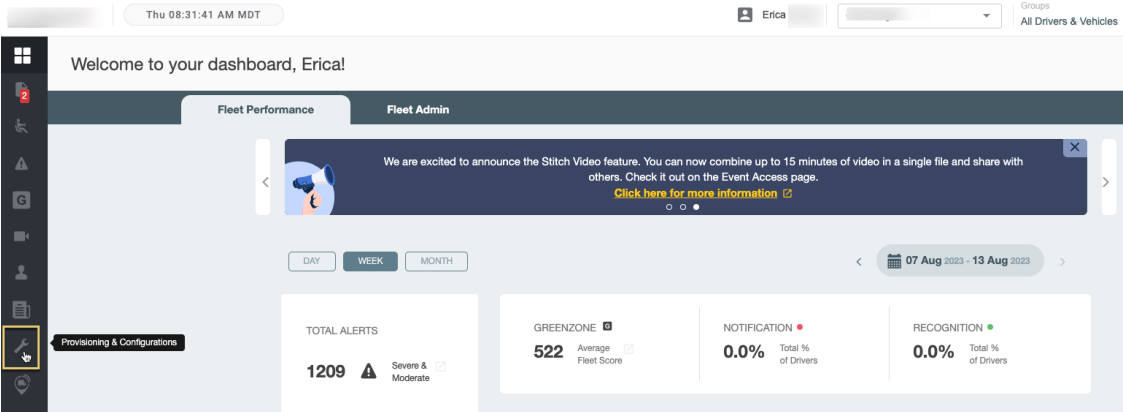 Thu 08:31:41 AM MDT
Erica
Groups
All Drivers & Vehicles
Welcome to your dashboard, Erica!
2
Fleet Performance
Fleet Admin
We are excited to announce the Stitch Video feature. You can now combine up to 15 minutes of video in a single file and share with
others. Check it out on the Event Access page.
Click here for more information
G
DAY
WEEK
MONTH
07 Aug 2023 - 13 Aug 2023
TOTAL ALERTS
1209
Severe &
Moderate
GREENZONE G
522
Average
Fleet Score
NOTIFICATION
0.0%
Total %
of Drivers
RECOGNITION
0.0%
Total %
of Drivers
Provisioning & Configurations